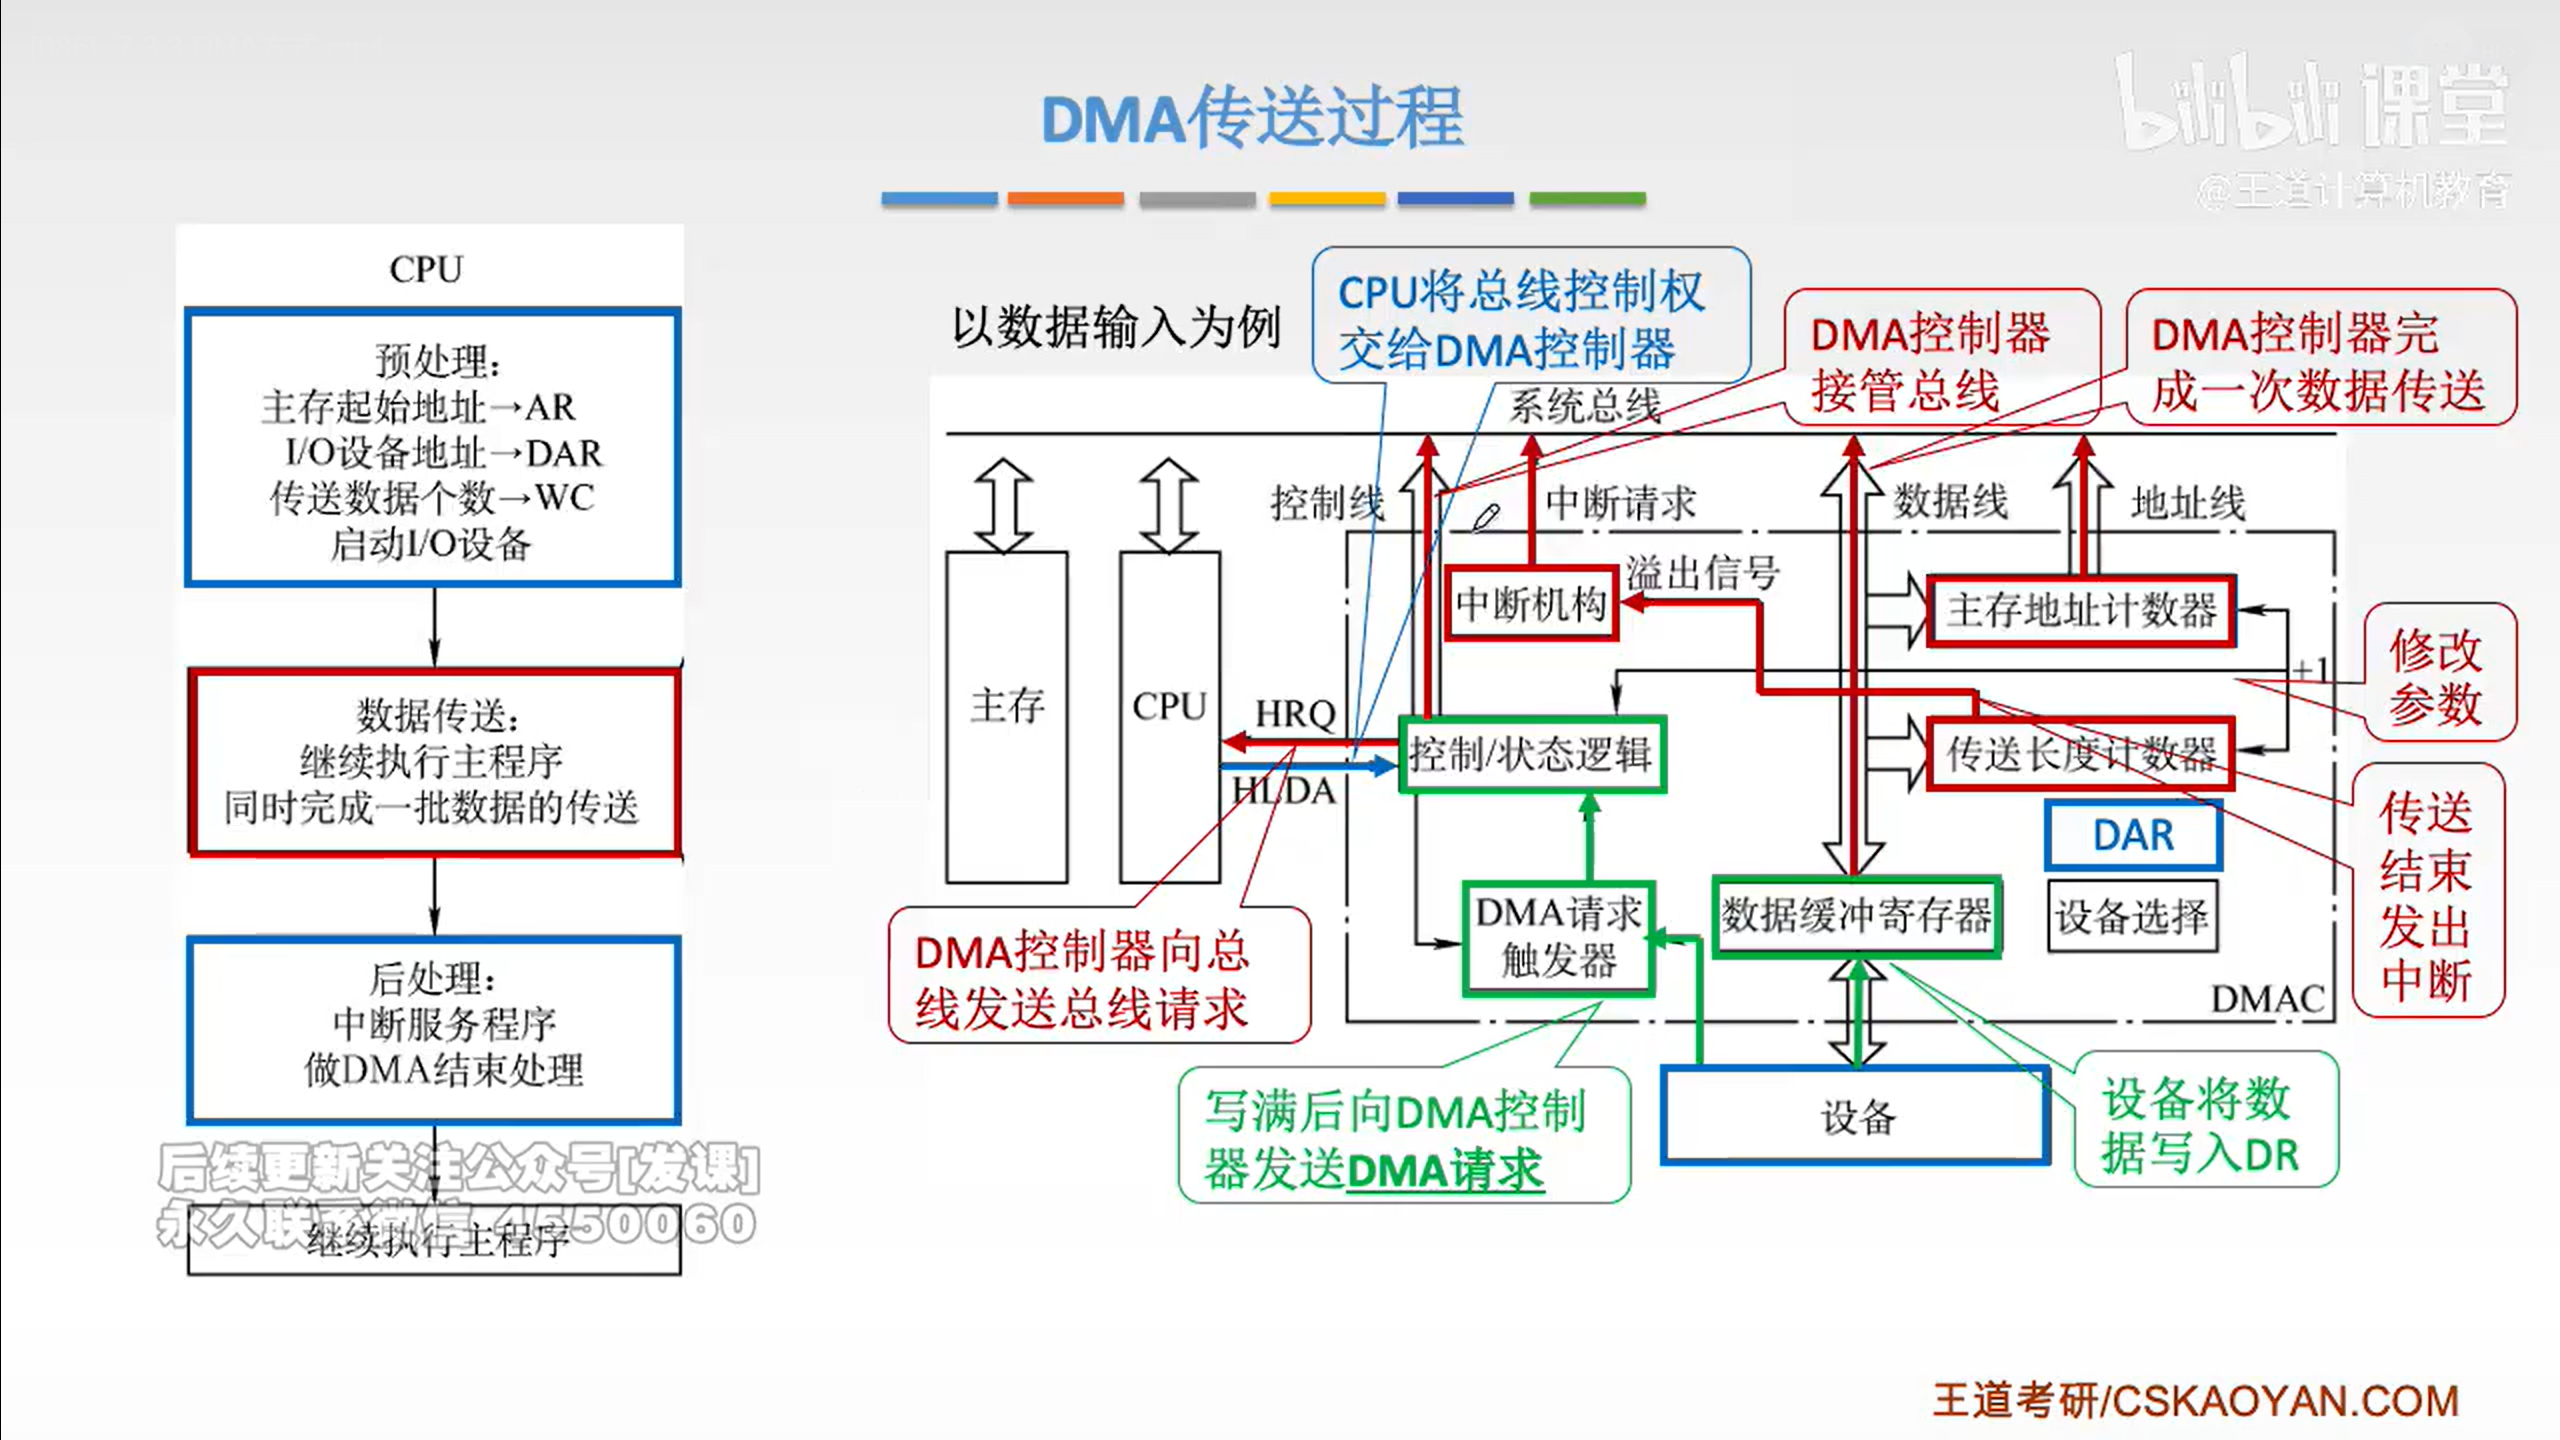 DMA传送过程
bilibili课堂
@王道计算机教育
CPU
预处理：
主存起始地址→AR
I/O设备地址→DAR
传送数据个数→WC
启动I/O设备
数据传送：
继续执行主程序
同时完成一批数据的传送
后处理：
中断服务程序
做DMA结束处理
继续执行主程序
后续更新关注公众号[发课]
永久联系微信 4550060
以数据输入为例
CPU将总线控制权
交给DMA控制器
DMA控制器
接管总线
DMA控制器完
成一次数据传送
系统总线
控制线
中断请求
数据线
地址线
主存
CPU
中断机构
溢出信号
主存地址计数器
+1
修改
参数
HRQ
HLDA
控制/状态逻辑
传送长度计数器
DAR
传送
结束
发出
中断
DMA请求
触发器
数据缓冲寄存器
设备选择
DMAC
DMA控制器向总
线发送总线请求
写满后向DMA控制
器发送DMA请求
设备
设备将数
据写入DR
王道考研/CSKAOYAN.COM